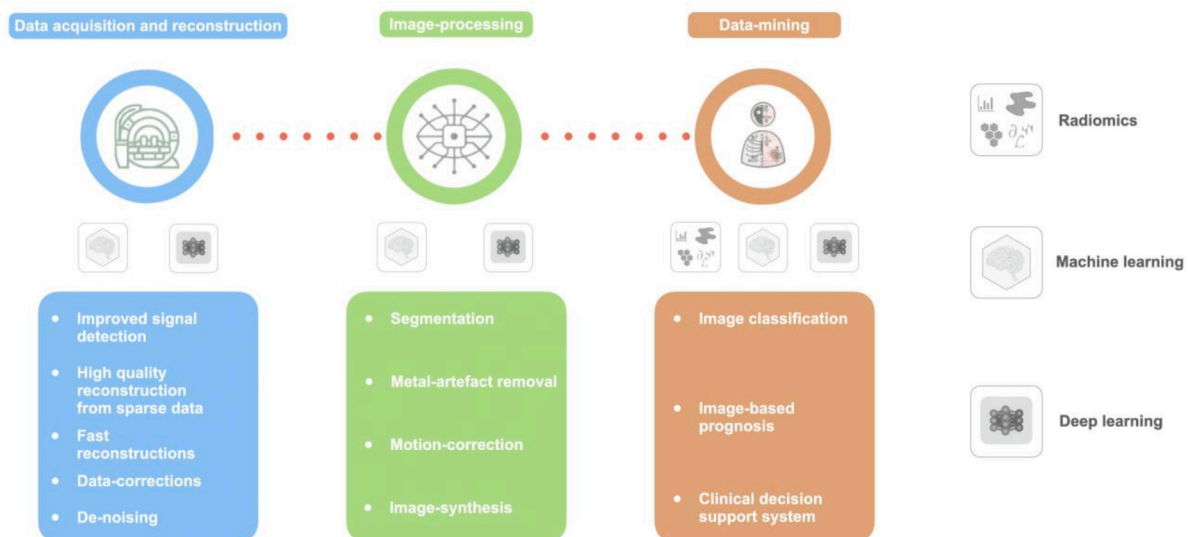 Data acquisition and reconstruction
Image-processing
Data-mining
Radiomics
Machine learning
Deep learning
Improved signal
detection
High quality
reconstruction
from sparse data
Fast
reconstructions
Data-corrections
De-noising
Segmentation
Metal-artefact removal
Motion-correction
Image-synthesis
Image classification
Image-based
prognosis
Clinical decision
support system